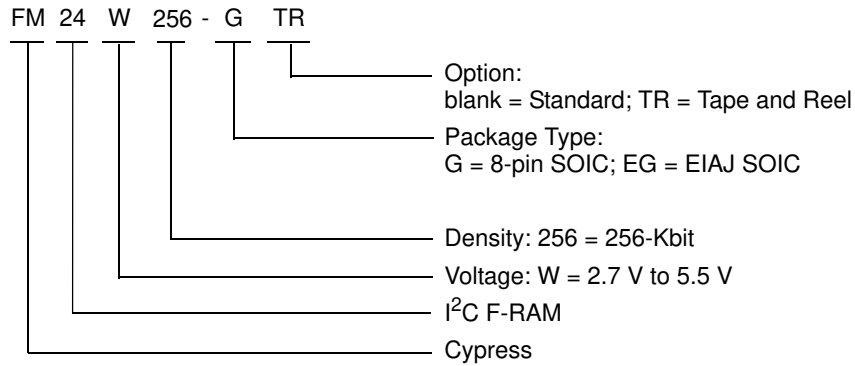 FM 24 W 256 - G TR
Option:
blank = Standard; TR = Tape and Reel
Package Type:
G = 8-pin SOIC; EG = EIAJ SOIC
Density: 256 = 256-Kbit
Voltage: W = 2.7 V to 5.5 V
I²C F-RAM
Cypress